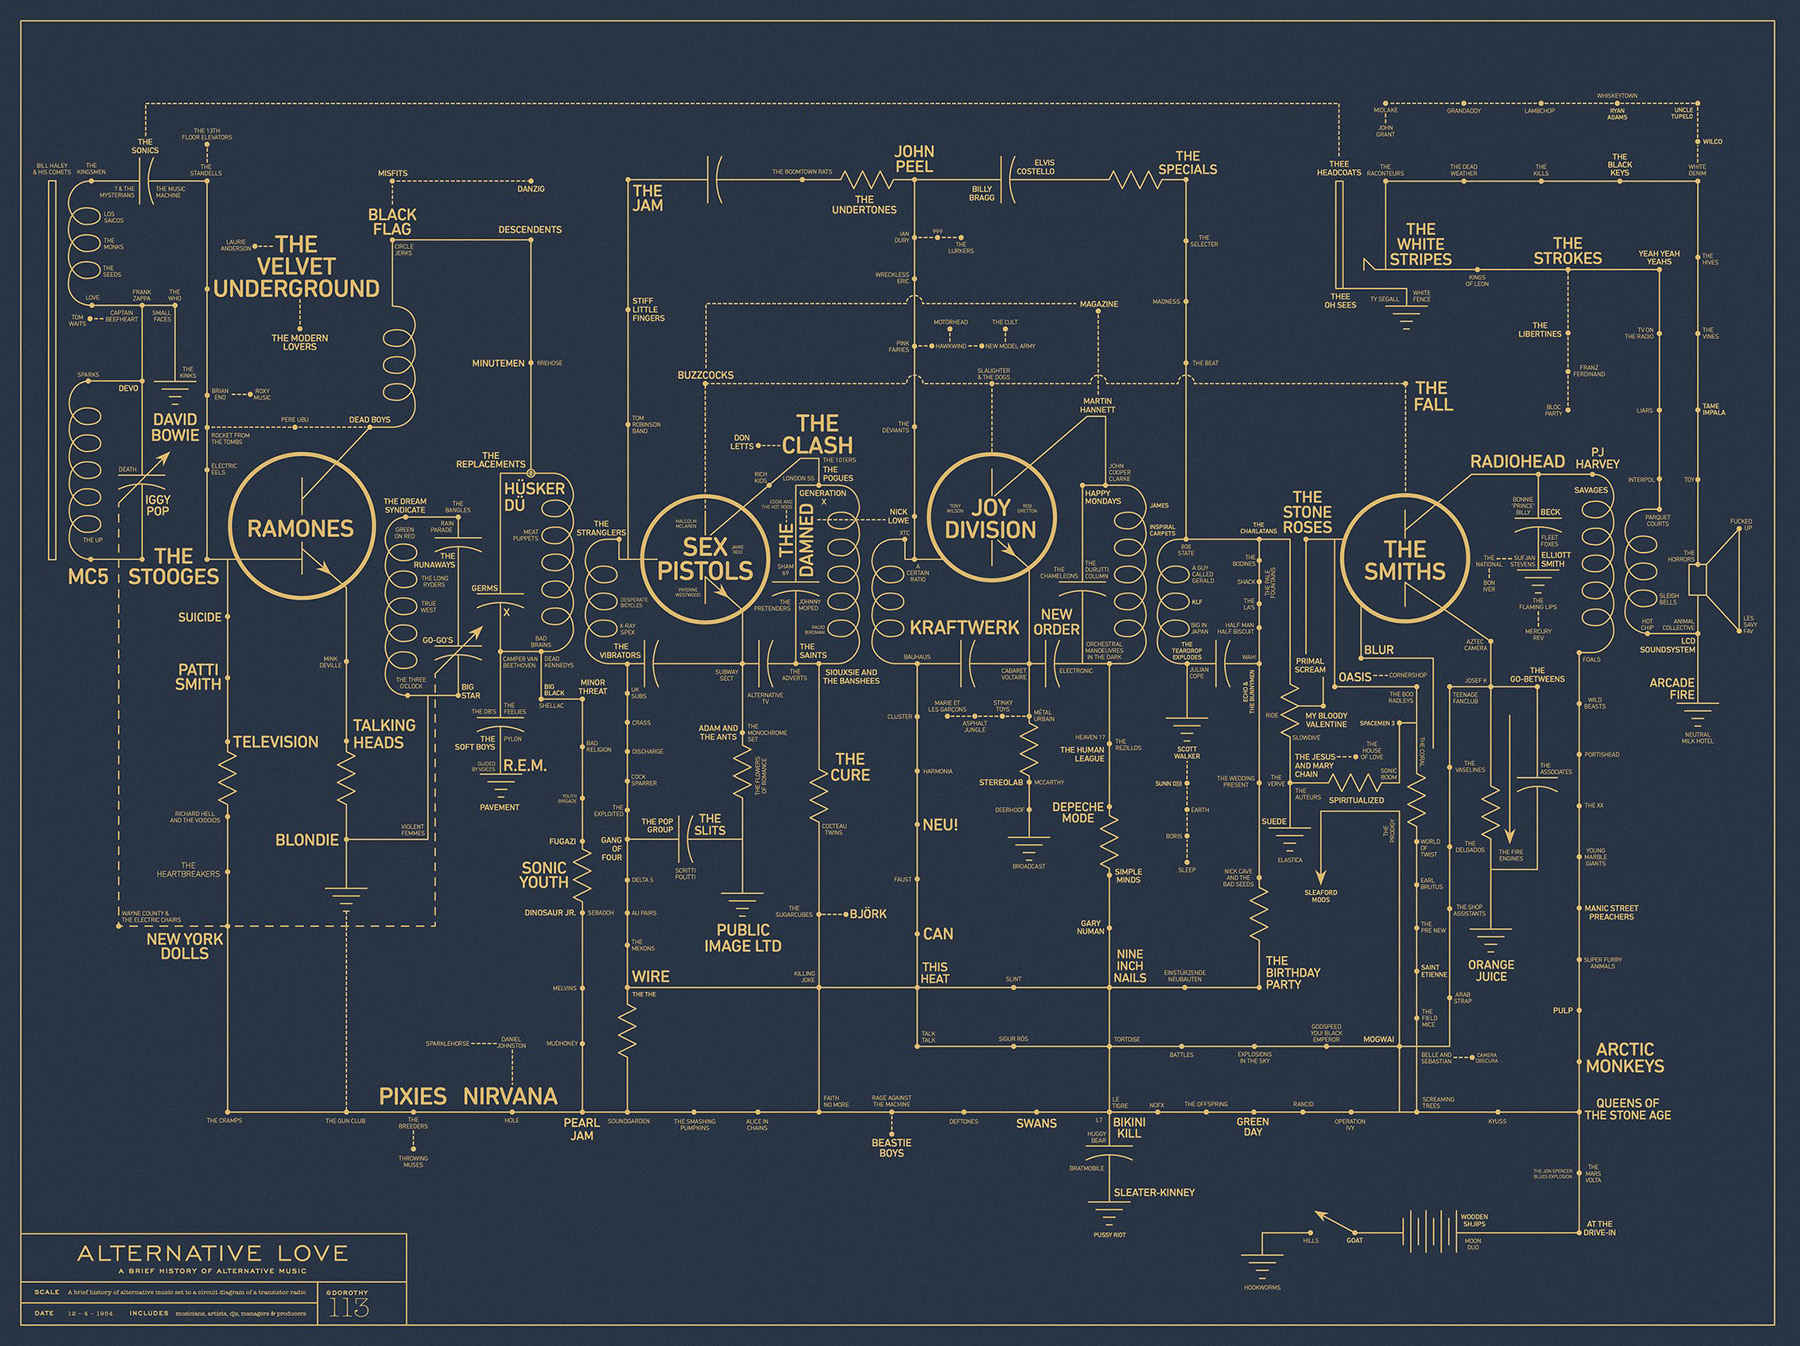 BILL HALEY
& HIS COMETS
THE
KINGSMEN
THE
SONICS
? & THE
MYSTERIANS
THE MUSIC
MACHINE
THE 13TH
FLOOR ELEVATORS
THE
STANDELLS
LOS
SAICOS
THE
MONKS
THE
SEEDS
LOVE
FRANK
ZAPPA
THE
WHO
TOM
WAITS
CAPTAIN
BEEFHEART
SMALL
FACES
THE
KINKS
SPARKS
DEVO
DAVID
BOWIE
DEATH
IGGY
POP
THE UP
MC5
THE
STOOGES
LAURIE
ANDERSON
THE
VELVET
UNDERGROUND
THE MODERN
LOVERS
BRIAN
ENO
ROXY
MUSIC
PERE UBU
DEAD BOYS
ROCKET FROM
THE TOMBS
ELECTRIC
EELS
RAMONES
SUICIDE
PATTI
SMITH
TELEVISION
RICHARD HELL
AND THE VOIDOIDS
THE
HEARTBREAKERS
WAYNE COUNTY &
THE ELECTRIC CHAIRS
NEW YORK
DOLLS
THE CRAMPS
MINK
DEVILLE
TALKING
HEADS
BLONDIE
VIOLENT
FEMMES
THE GUN CLUB
MISFITS
DANZIG
BLACK
FLAG
CIRCLE
JERKS
DESCENDENTS
MINUTEMEN
fIREHOSE
THE
REPLACEMENTS
HÜSKER
DÜ
MEAT
PUPPETS
THE DREAM
SYNDICATE
THE
BANGLES
GREEN
ON RED
RAIN
PARADE
THE
RUNAWAYS
THE LONG
RYDERS
TRUE
WEST
GO-GO'S
THE THREE
O'CLOCK
BIG
STAR
GERMS
X
BAD
BRAINS
CAMPER VAN
BEETHOVEN
DEAD
KENNEDYS
BIG
BLACK
SHELLAC
MINOR
THREAT
THE DB'S
THE
FEELIES
THE
SOFT BOYS
PYLON
GUIDED
BY VOICES
R.E.M.
PAVEMENT
BAD
RELIGION
YOUTH
BRIGADE
FUGAZI
SONIC
YOUTH
DINOSAUR JR.
SEBADOH
MELVINS
MUDHONEY
SPARKLEHORSE
DANIEL
JOHNSTON
PIXIES
NIRVANA
THE
BREEDERS
THROWING
MUSES
HOLE
PEARL
JAM
SOUNDGARDEN
THE SMASHING
PUMPKINS
ALICE IN
CHAINS
FAITH
NO MORE
RAGE AGAINST
THE MACHINE
BEASTIE
BOYS
DEFTONES
SWANS
L7
LE
TIGRE
BIKINI
KILL
NOFX
THE OFFSPRING
GREEN
DAY
RANCID
OPERATION
IVY
SCREAMING
TREES
KYUSS
QUEENS OF
THE STONE AGE
HUGGY
BEAR
BRATMOBILE
SLEATER-KINNEY
PUSSY RIOT
THE
JAM
THE BOOMTOWN RATS
THE
UNDERTONES
JOHN
PEEL
BILLY
BRAGG
ELVIS
COSTELLO
THE
SPECIALS
STIFF
LITTLE
FINGERS
TOM
ROBINSON
BAND
IAN
DURY
999
THE
LURKERS
WRECKLESS
ERIC
MAGAZINE
THE
SELECTER
MADNESS
THE BEAT
MOTÖRHEAD
THE CULT
PINK
FAIRIES
HAWKWIND
NEW MODEL ARMY
BUZZCOCKS
SLAUGHTER
& THE DOGS
MARTIN
HANNETT
THE
FALL
THE
DEVIANTS
DON
LETTS
THE
CLASH
THE 101ERS
RICH
KIDS
LONDON SS
THE
POGUES
GENERATION
X
EDDIE AND
THE HOT RODS
THE
DAMNED
NICK
LOWE
THE
STRANGLERS
MALCOLM
MCLAREN
JAMIE
REID
SEX
PISTOLS
VIVIENNE
WESTWOOD
SHAM
69
THE
PRETENDERS
JOHNNY
MOPED
RADIO
BIRDMAN
DESPERATE
BICYCLES
X-RAY
SPEX
THE
VIBRATORS
UK
SUBS
SUBWAY
SECT
THE
ADVERTS
ALTERNATIVE
TV
THE
SAINTS
SIOUXSIE AND
THE BANSHEES
CRASS
ADAM AND
THE ANTS
THE
MONOCHROME
SET
THE FLOWERS
OF ROMANCE
DISCHARGE
COCK
SPARRER
THE
EXPLOITED
THE
CURE
COCTEAU
TWINS
THE POP
GROUP
THE
SLITS
SCRITTI
POLITTI
GANG
OF
FOUR
DELTA 5
AU PAIRS
THE
MEKONS
PUBLIC
IMAGE LTD
THE
SUGARCUBES
BJÖRK
WIRE
THE THE
KILLING
JOKE
XTC
A
CERTAIN
RATIO
TONY
WILSON
ROB
GRETTON
JOY
DIVISION
JOHN
COOPER
CLARKE
HAPPY
MONDAYS
JAMES
INSPIRAL
CARPETS
THE
CHAMELEONS
THE
DURUTTI
COLUMN
808
STATE
A GUY
CALLED
GERALD
KLF
BIG IN
JAPAN
KRAFTWERK
NEW
ORDER
BAUHAUS
CABARET
VOLTAIRE
ELECTRONIC
ORCHESTRAL
MANOEUVRES
IN THE DARK
THE
TEARDROP
EXPLODES
JULIAN
COPE
WAH!
ECHO &
THE BUNNYMEN
MARIE ET
LES GARÇONS
ASPHALT
JUNGLE
STINKY
TOYS
MÉTAL
URBAIN
CLUSTER
HARMONIA
NEU!
FAUST
CAN
THIS
HEAT
STEREOLAB
MCCARTHY
DEERHOOF
BROADCAST
HEAVEN 17
THE
REZILLOS
THE HUMAN
LEAGUE
DEPECHE
MODE
SIMPLE
MINDS
GARY
NUMAN
NINE
INCH
NAILS
SCOTT
WALKER
SUNN O)))
EARTH
BORIS
SLEEP
SLINT
EINSTÜRZENDE
NEUBAUTEN
THE
BIRTHDAY
PARTY
TALK
TALK
SIGUR RÓS
TORTOISE
BATTLES
EXPLOSIONS
IN THE SKY
GODSPEED
YOU! BLACK
EMPEROR
MOGWAI
THE
CHARLATANS
THE
BODINES
SHACK
THE PALE
FOUNTAINS
THE
LA'S
HALF MAN
HALF BISCUIT
THE WEDDING
PRESENT
NICK CAVE
AND THE
BAD SEEDS
THE
STONE
ROSES
PRIMAL
SCREAM
RIDE
MY BLOODY
VALENTINE
SLOWDIVE
THE JESUS
AND MARY
CHAIN
THE
HOUSE
OF LOVE
SONIC
BOOM
THE
VERVE
THE
AUTEURS
SPIRITUALIZED
SUEDE
ELASTICA
SLEAFORD
MODS
THE
PRODIGY
THE
SMITHS
BLUR
OASIS
CORNERSHOP
THE BOO
RADLEYS
SPACEMEN 3
THE CORAL
WORLD
OF TWIST
EARL
BRUTUS
THE
PRE NEW
SAINT
ETIENNE
THE
FIELD
MICE
BELLE AND
SEBASTIAN
CAMERA
OBSCURA
AZTEC
CAMERA
JOSEF K
TEENAGE
FANCLUB
THE
GO-BETWEENS
THE
VASELINES
THE
ASSOCIATES
THE
DELGADOS
THE FIRE
ENGINES
THE SHOP
ASSISTANTS
ORANGE
JUICE
ARAB
STRAP
RADIOHEAD
PJ
HARVEY
SAVAGES
BONNIE
'PRINCE'
BILLY
BECK
FLEET
FOXES
THE
NATIONAL
SUFJAN
STEVENS
ELLIOTT
SMITH
BON
IVER
THE
FLAMING LIPS
MERCURY
REV
FOALS
WILD
BEASTS
PORTISHEAD
THE XX
YOUNG
MARBLE
GIANTS
MANIC STREET
PREACHERS
SUPER FURRY
ANIMALS
PULP
ARCTIC
MONKEYS
THE JON SPENCER
BLUES EXPLOSION
THE
MARS
VOLTA
AT THE
DRIVE-IN
WOODEN
SHJIPS
MOON
DUO
GOAT
HILLS
HOOKWORMS
MIDLAKE
GRANDADDY
LAMBCHOP
WHISKEYTOWN
RYAN
ADAMS
UNCLE
TUPELO
JOHN
GRANT
WILCO
THEE
HEADCOATS
THE
RACONTEURS
THE DEAD
WEATHER
THE
KILLS
THE
BLACK
KEYS
WHITE
DENIM
THE
WHITE
STRIPES
THE
STROKES
YEAH YEAH
YEAHS
THE
HIVES
KINGS
OF LEON
THEE
OH SEES
TY SEGALL
WHITE
FENCE
THE
LIBERTINES
TV ON
THE RADIO
THE
VINES
FRANZ
FERDINAND
BLOC
PARTY
LIARS
TAME
IMPALA
INTERPOL
TOY
PARQUET
COURTS
FUCKED
UP
THE
HORRORS
SLEIGH
BELLS
HOT
CHIP
ANIMAL
COLLECTIVE
LES
SAVY
FAV
LCD
SOUNDSYSTEM
ARCADE
FIRE
NEUTRAL
MILK HOTEL
ALTERNATIVE LOVE
A BRIEF HISTORY OF ALTERNATIVE MUSIC
SCALE A brief history of alternative music set to a circuit diagram of a transistor radio
DATE 12 - 4 - 1954 INCLUDES musicians, artists, djs, managers & producers
©DOROTHY
113